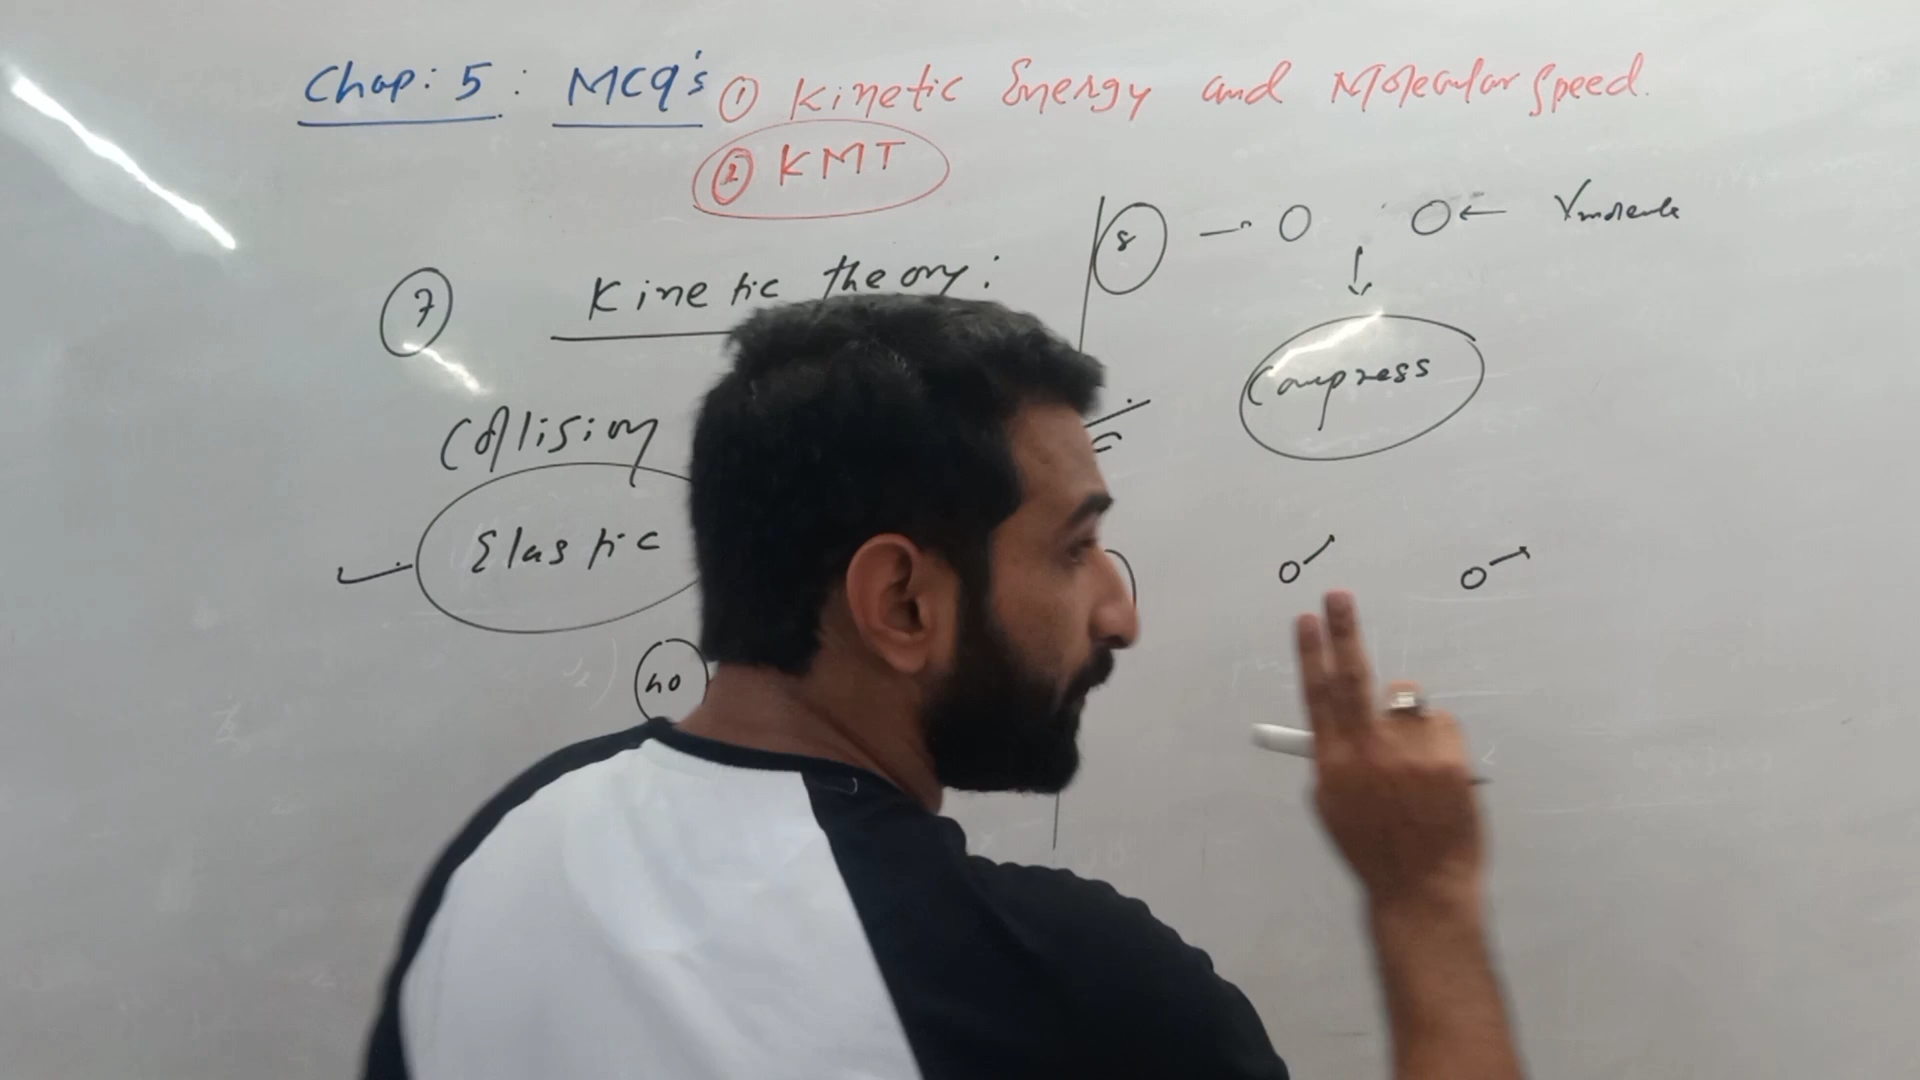 Chap: 5 : MCQ's ① Kinetic Energy and Molecular Speed.
② KMT
⑦ Kinetic theory:
Collision
Elastic
no
⑧
Vmolecule
Compress